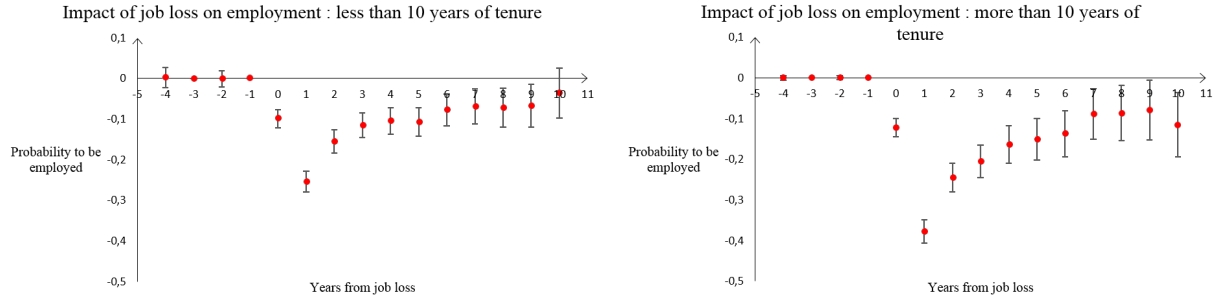 Impact of job loss on employment : less than 10 years of tenure
0,1
0
-0,1
-0,2
-0,3
-0,4
-0,5
-5 -4 -3 -2 -1 0 1 2 3 4 5 6 7 8 9 10 11
Probability to be
employed
Years from job loss
Impact of job loss on employment : more than 10 years of
tenure
0,1
0
-0,1
-0,2
-0,3
-0,4
-0,5
-5 -4 -3 -2 -1 0 1 2 3 4 5 6 7 8 9 10 11
Probability to be
employed
Years from job loss